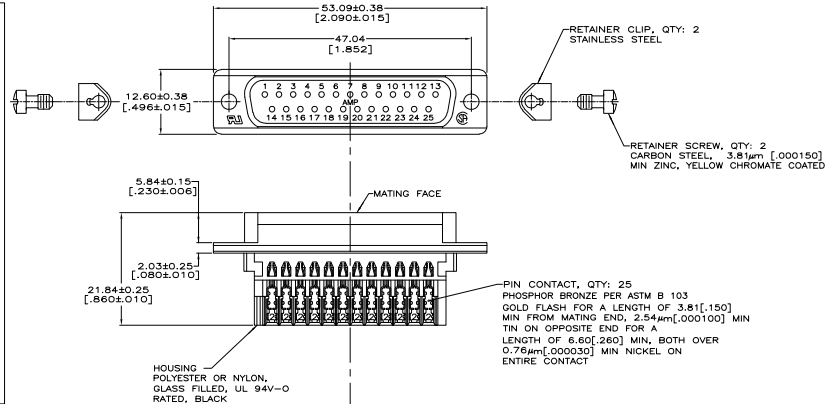 53.09±0.38
[2.090±.015]
47.04
[1.852]
RETAINER CLIP, QTY: 2
STAINLESS STEEL
12.60±0.38
[.496±.015]
1 2 3 4 5 6 7 8 9 10 11 12 13
AMP
14 15 16 17 18 19 20 21 22 23 24 25
RETAINER SCREW, QTY: 2
CARBON STEEL, 3.81µm [.000150]
MIN ZINC, YELLOW CHROMATE COATED
5.84±0.15
[.230±.006]
MATING FACE
2.03±0.25
[.080±.010]
21.84±0.25
[.860±.010]
PIN CONTACT, QTY: 25
PHOSPHOR BRONZE PER ASTM B 103
GOLD FLASH FOR A LENGTH OF 3.81[.150]
MIN FROM MATING END, 2.54µm[.000100] MIN
TIN ON OPPOSITE END FOR A
LENGTH OF 6.60[.260] MIN, BOTH OVER
0.76µm[.000030] MIN NICKEL ON
ENTIRE CONTACT
HOUSING
POLYESTER OR NYLON,
GLASS FILLED, UL 94V-0
RATED, BLACK